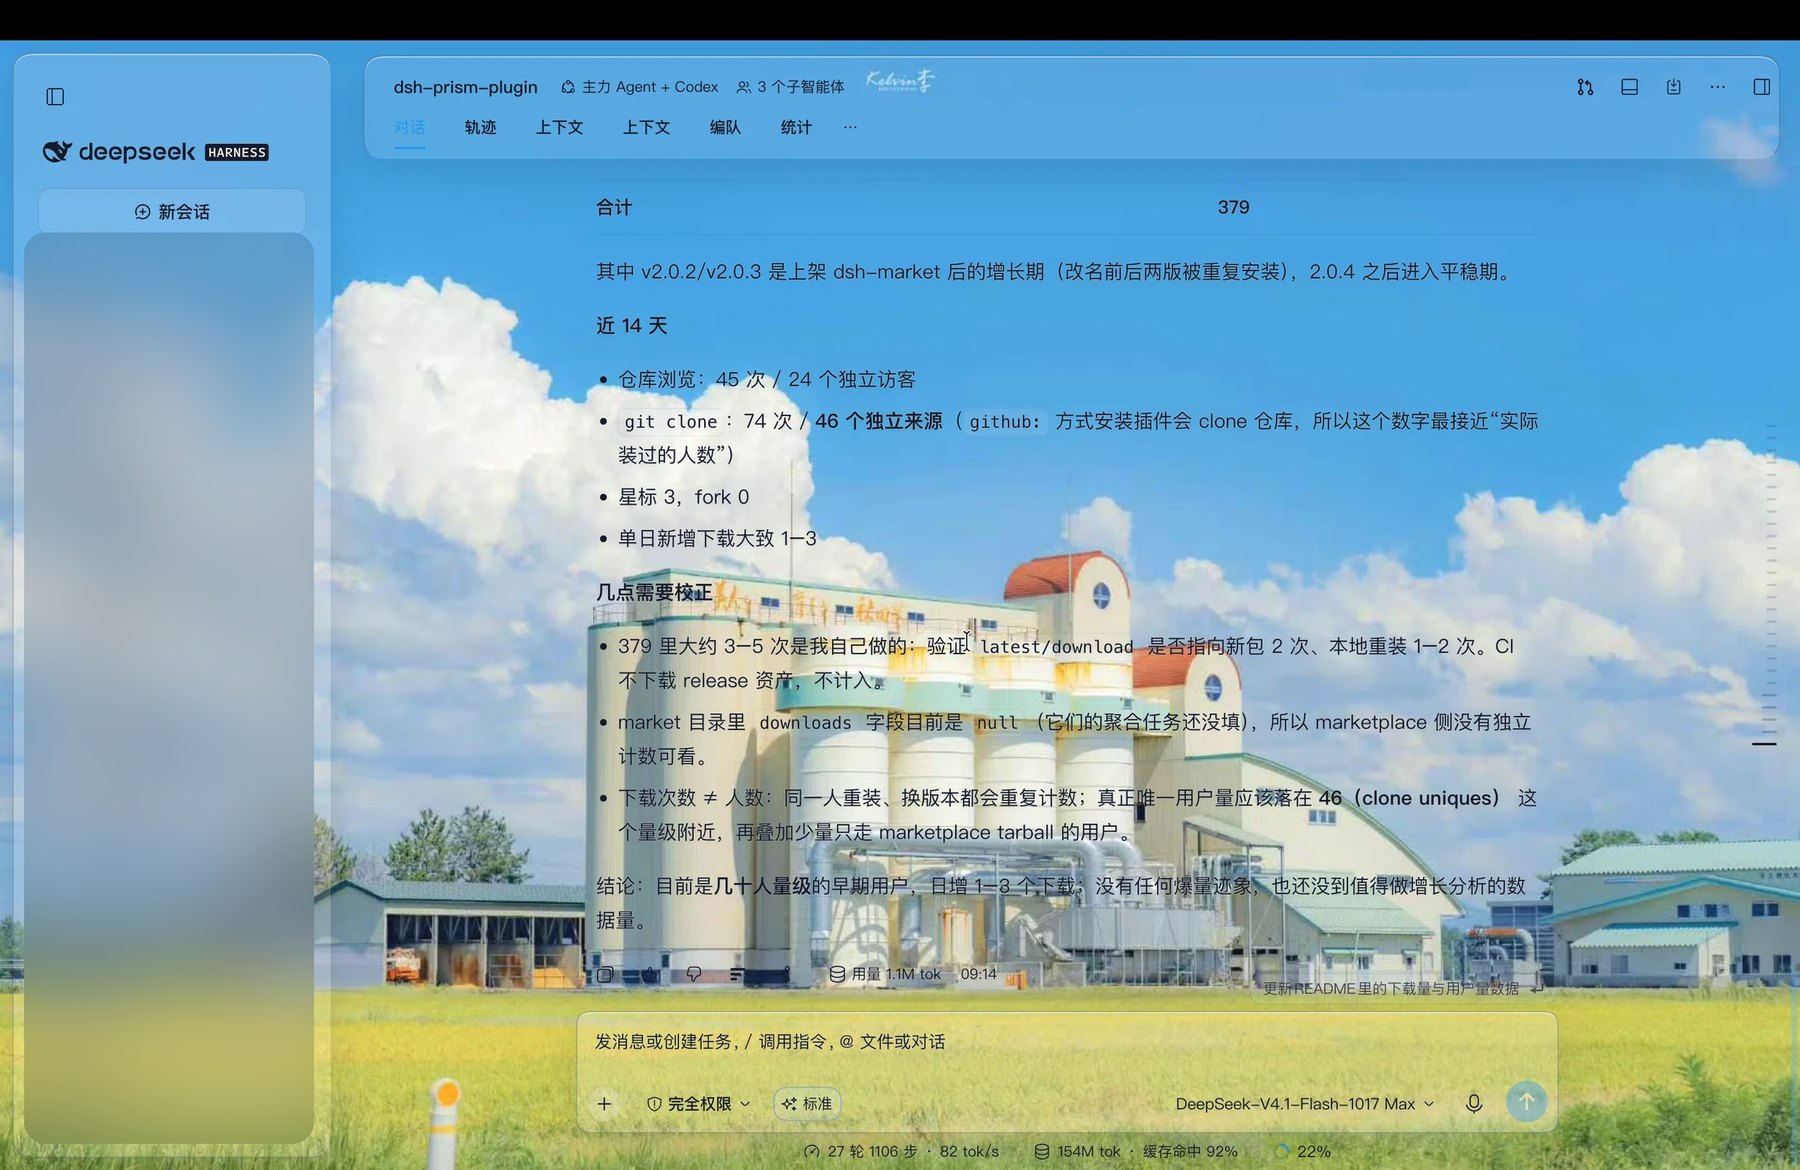 dsh-prism-plugin
主力 Agent + Codex
3 个子智能体
Kelvin李
对话
轨迹
上下文
上下文
编队
统计
deepseek HARNESS
新会话
合计 379
其中 v2.0.2/v2.0.3 是上架 dsh-market 后的增长期（改名前后两版被重复安装），2.0.4 之后进入平稳期。
近 14 天
仓库浏览：45 次 / 24 个独立访客
git clone ：74 次 / 46 个独立来源（ github: 方式安装插件会 clone 仓库，所以这个数字最接近“实际
装过的人数”）
星标 3，fork 0
单日新增下载大致 1–3
几点需要校正
379 里大约 3–5 次是我自己做的：验证 latest/download 是否指向新包 2 次、本地重装 1–2 次。CI
不下载 release 资产，不计入。
market 目录里 downloads 字段目前是 null （它们的聚合任务还没填），所以 marketplace 侧没有独立
计数可看。
下载次数 ≠ 人数：同一人重装、换版本都会重复计数；真正唯一用户量应该落在 46（clone uniques） 这
个量级附近，再叠加少量只走 marketplace tarball 的用户。
结论：目前是几十人量级的早期用户，日增 1–3 个下载；没有任何爆量迹象，也还没到值得做增长分析的数
据量。
用量 1.1M tok 09:14
更新README里的下载量与用户量数据
发消息或创建任务，/ 调用指令，@ 文件或对话
完全权限
标准
DeepSeek-V4.1-Flash-1017 Max
27 轮 1106 步 · 82 tok/s 154M tok · 缓存命中 92% 22%